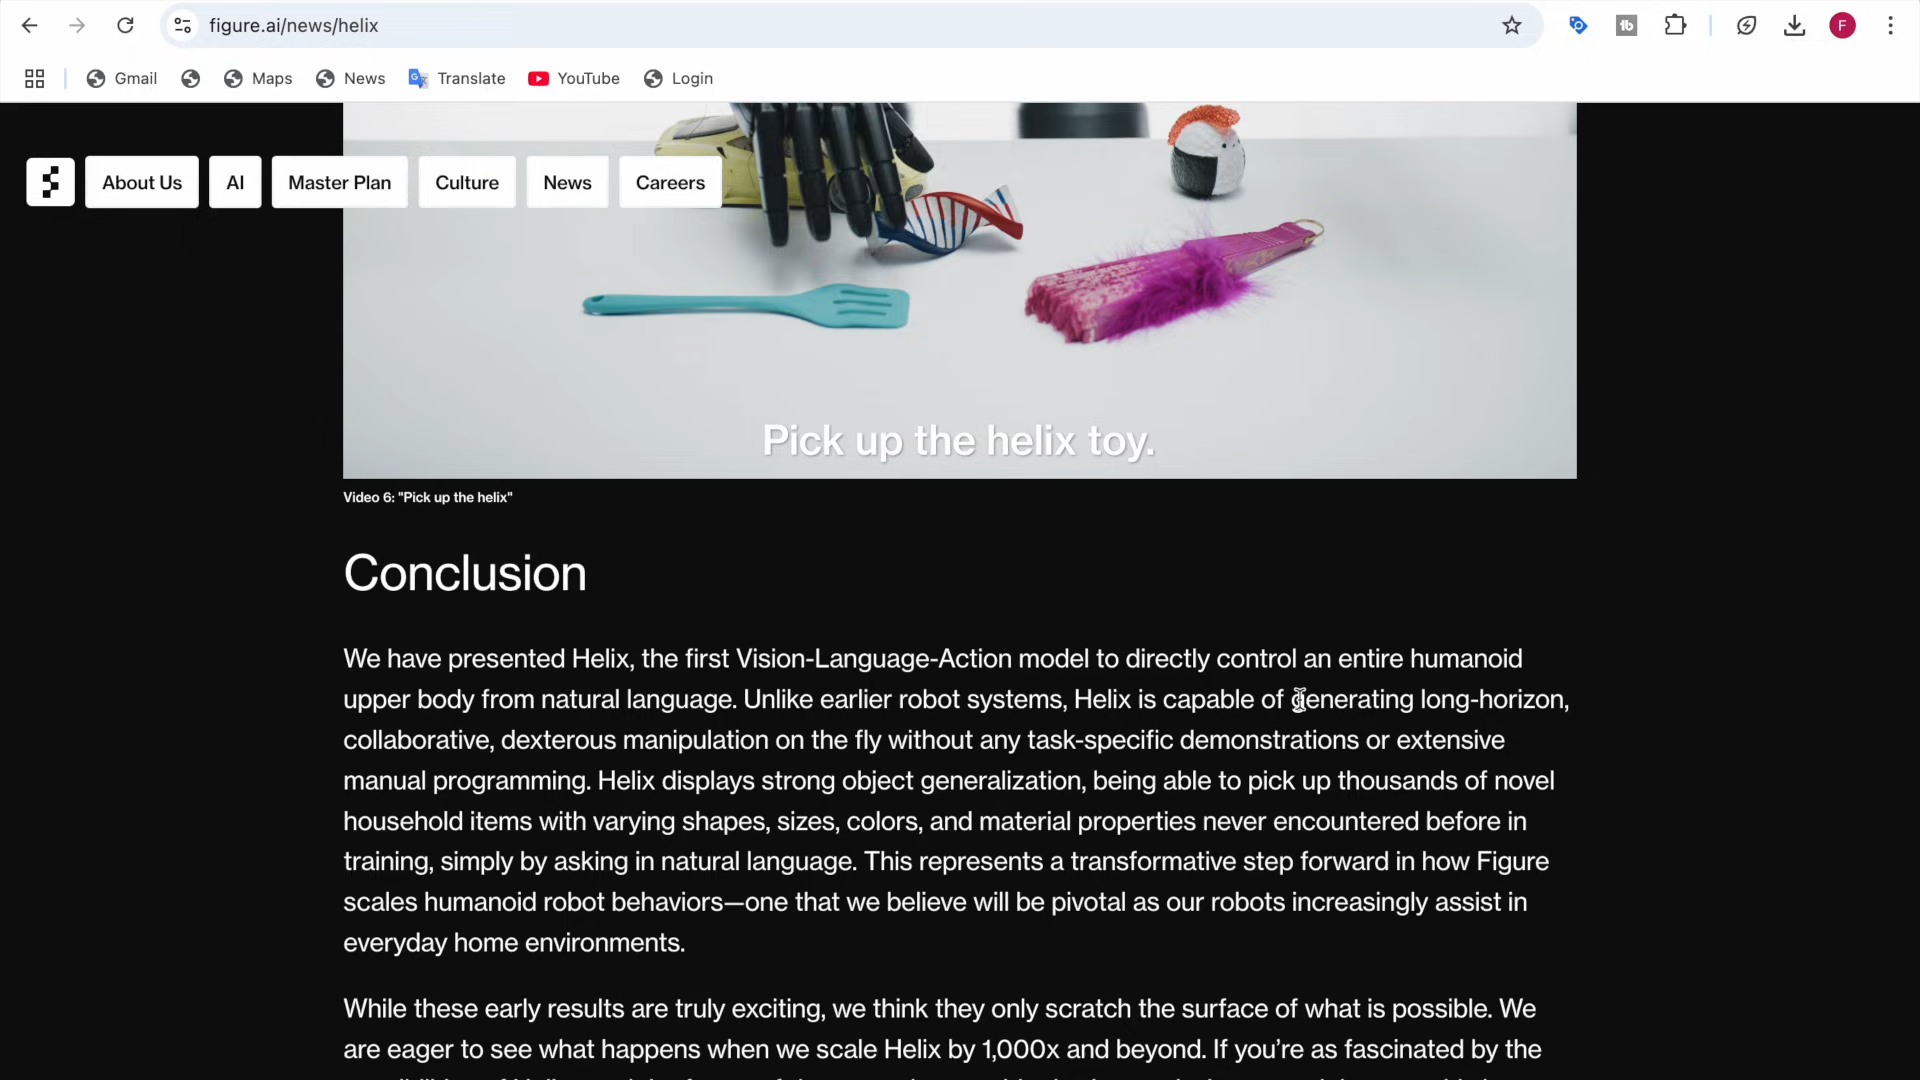 figure.ai/news/helix
F
Gmail
Maps
News
Translate
YouTube
Login
About Us
AI
Master Plan
Culture
News
Careers
Pick up the helix toy.
Video 6: "Pick up the helix"
Conclusion
We have presented Helix, the first Vision-Language-Action model to directly control an entire humanoid
upper body from natural language. Unlike earlier robot systems, Helix is capable of generating long-horizon,
collaborative, dexterous manipulation on the fly without any task-specific demonstrations or extensive
manual programming. Helix displays strong object generalization, being able to pick up thousands of novel
household items with varying shapes, sizes, colors, and material properties never encountered before in
training, simply by asking in natural language. This represents a transformative step forward in how Figure
scales humanoid robot behaviors—one that we believe will be pivotal as our robots increasingly assist in
everyday home environments.
While these early results are truly exciting, we think they only scratch the surface of what is possible. We
are eager to see what happens when we scale Helix by 1,000x and beyond. If you’re as fascinated by the